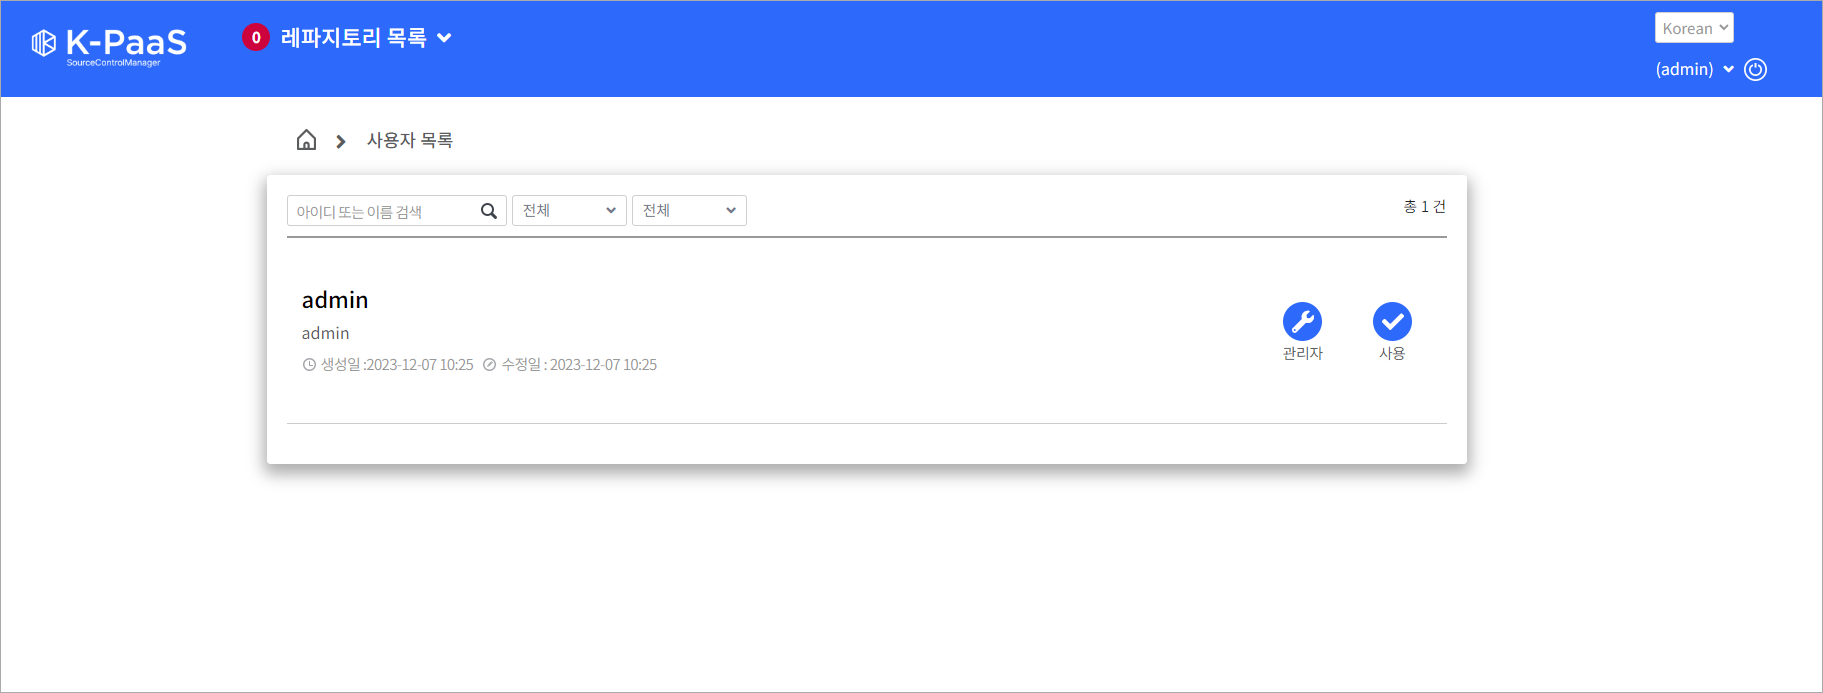 K-PaaS
SourceControlManager
0 레파지토리 목록
Korean
(admin)
사용자 목록
아이디 또는 이름 검색 전체 전체 총 1 건
admin
admin
생성일 :2023-12-07 10:25 수정일 : 2023-12-07 10:25
관리자 사용